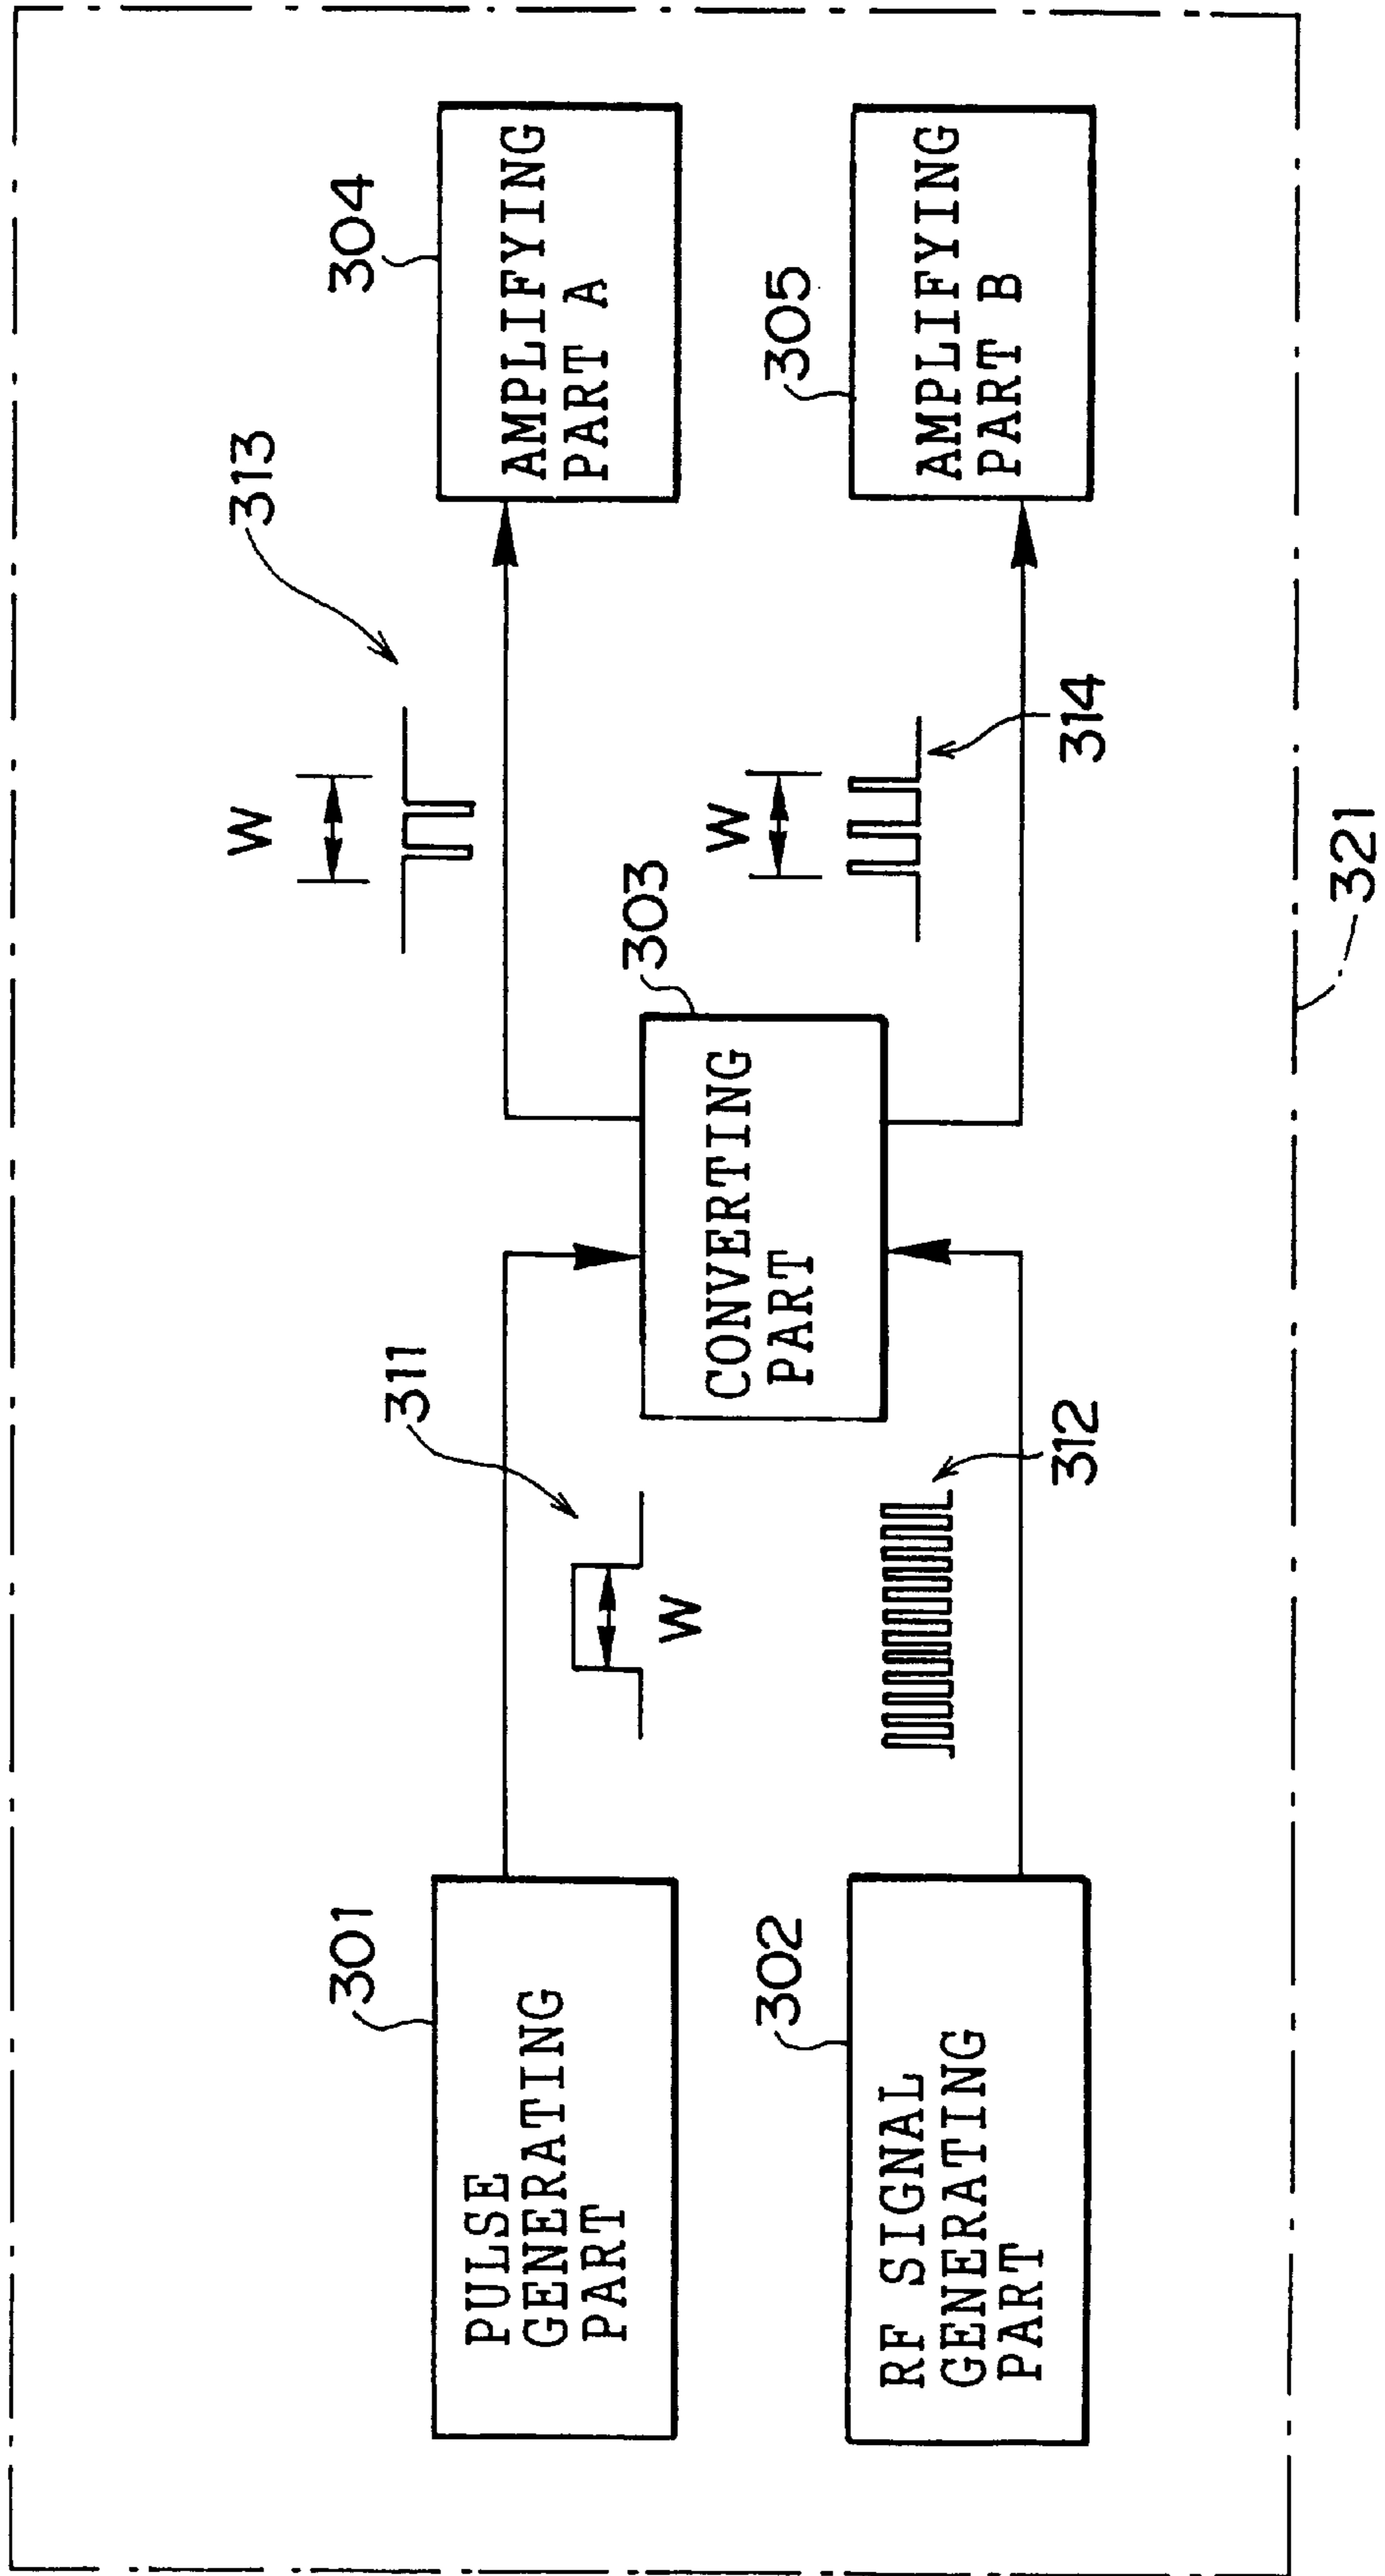 301
PULSE
GENERATING
PART
302
RF SIGNAL
GENERATING
PART
311
W
312
303
CONVERTING
PART
W
313
W
314
304
AMPLIFYING
PART A
305
AMPLIFYING
PART B
321